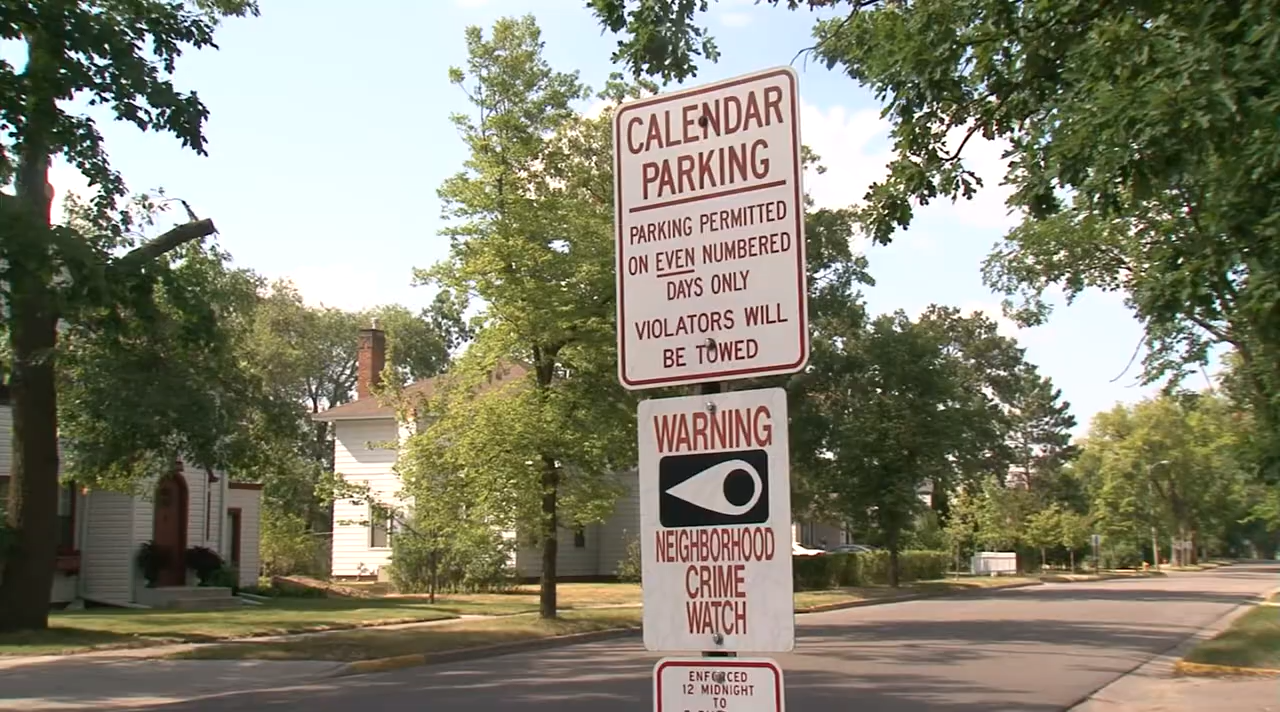 CALENDAR
PARKING
PARKING PERMITTED
ON EVEN NUMBERED
DAYS ONLY
VIOLATORS WILL
BE TOWED
WARNING
NEIGHBORHOOD
CRIME
WATCH
ENFORCED
12 MIDNIGHT
TO